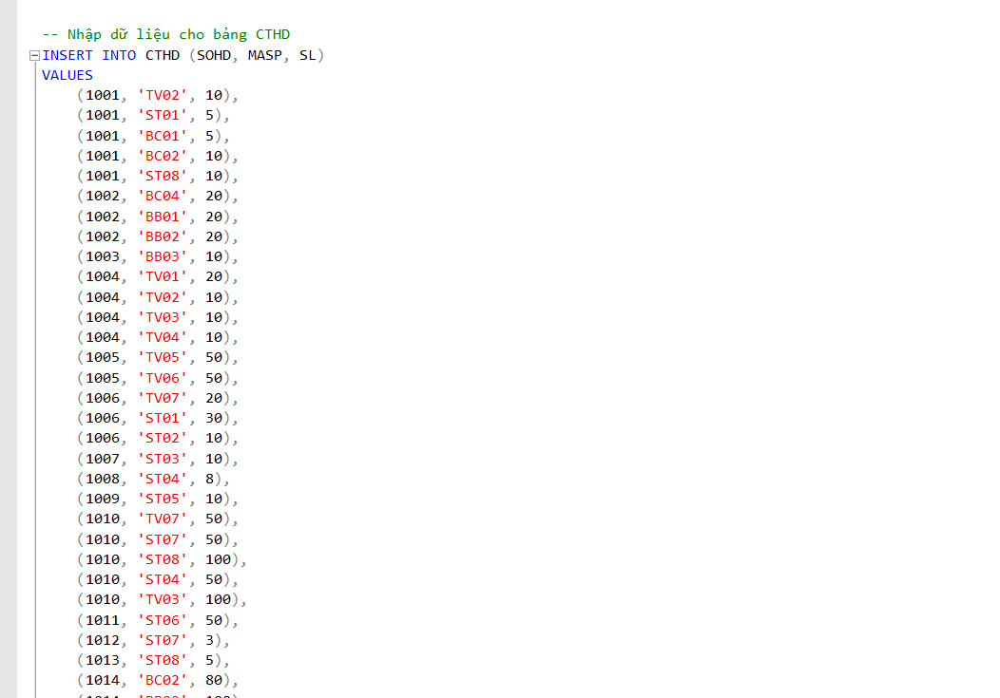 -- Nhập dữ liệu cho bảng CTHD
INSERT INTO CTHD (SOHD, MASP, SL)
VALUES
(1001, 'TV02', 10),
(1001, 'ST01', 5),
(1001, 'BC01', 5),
(1001, 'BC02', 10),
(1001, 'ST08', 10),
(1002, 'BC04', 20),
(1002, 'BB01', 20),
(1002, 'BB02', 20),
(1003, 'BB03', 10),
(1004, 'TV01', 20),
(1004, 'TV02', 10),
(1004, 'TV03', 10),
(1004, 'TV04', 10),
(1005, 'TV05', 50),
(1005, 'TV06', 50),
(1006, 'TV07', 20),
(1006, 'ST01', 30),
(1006, 'ST02', 10),
(1007, 'ST03', 10),
(1008, 'ST04', 8),
(1009, 'ST05', 10),
(1010, 'TV07', 50),
(1010, 'ST07', 50),
(1010, 'ST08', 100),
(1010, 'ST04', 50),
(1010, 'TV03', 100),
(1011, 'ST06', 50),
(1012, 'ST07', 3),
(1013, 'ST08', 5),
(1014, 'BC02', 80),